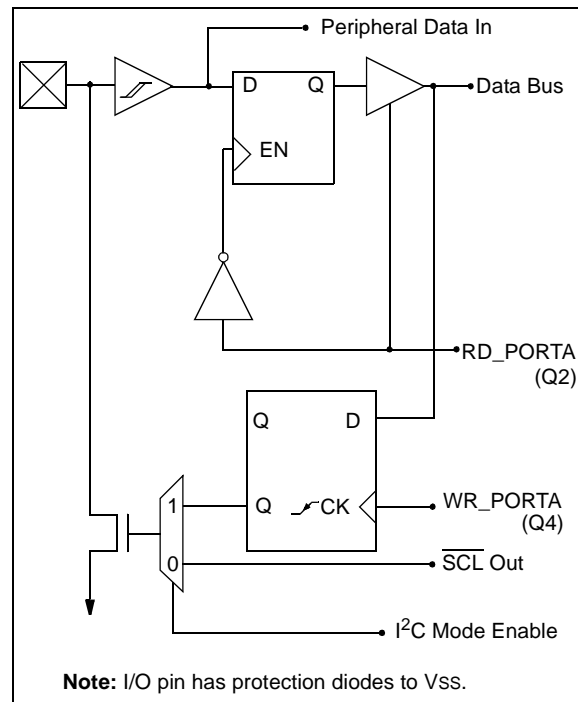 Peripheral Data In
D Q
Data Bus
EN
RD_PORTA
(Q2)
Q D
1
Q CK
WR_PORTA
(Q4)
0
S̅C̅L̅ Out
I²C Mode Enable
Note: I/O pin has protection diodes to VSS.